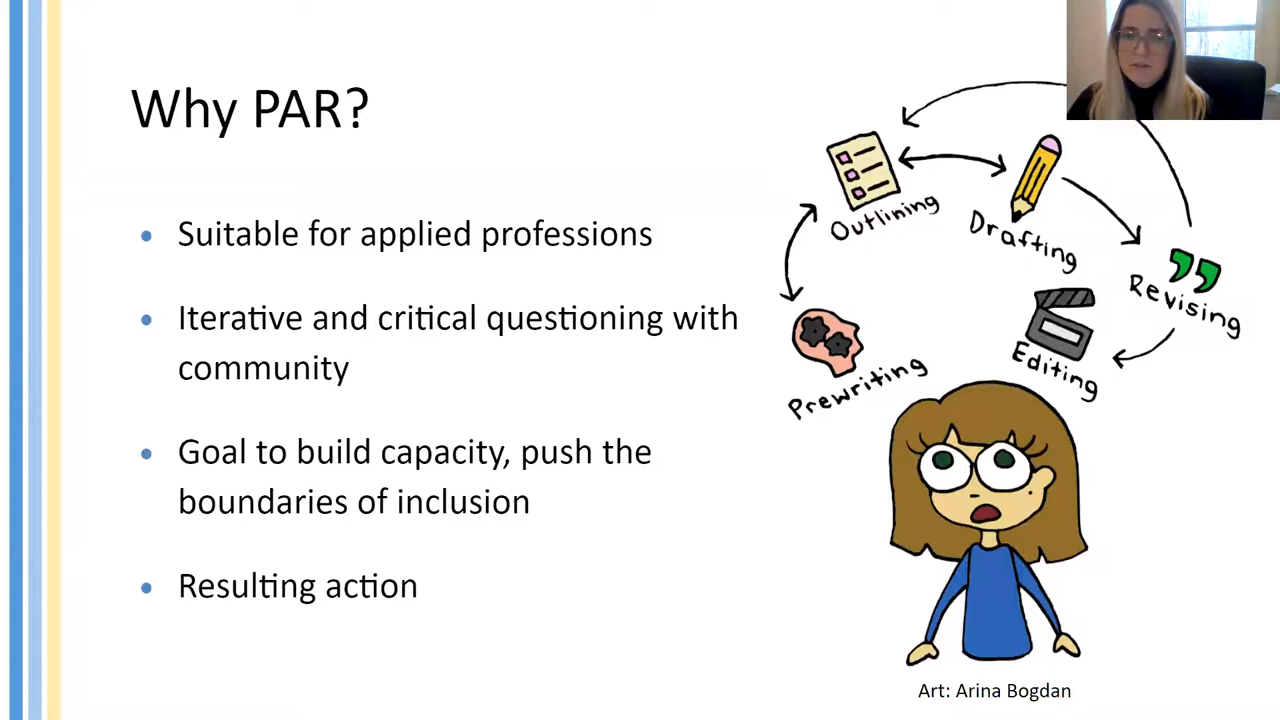 Why PAR?
Suitable for applied professions
Iterative and critical questioning with
community
Goal to build capacity, push the
boundaries of inclusion
Resulting action
Outlining
Drafting
Revising
Editing
Prewriting
Art: Arina Bogdan